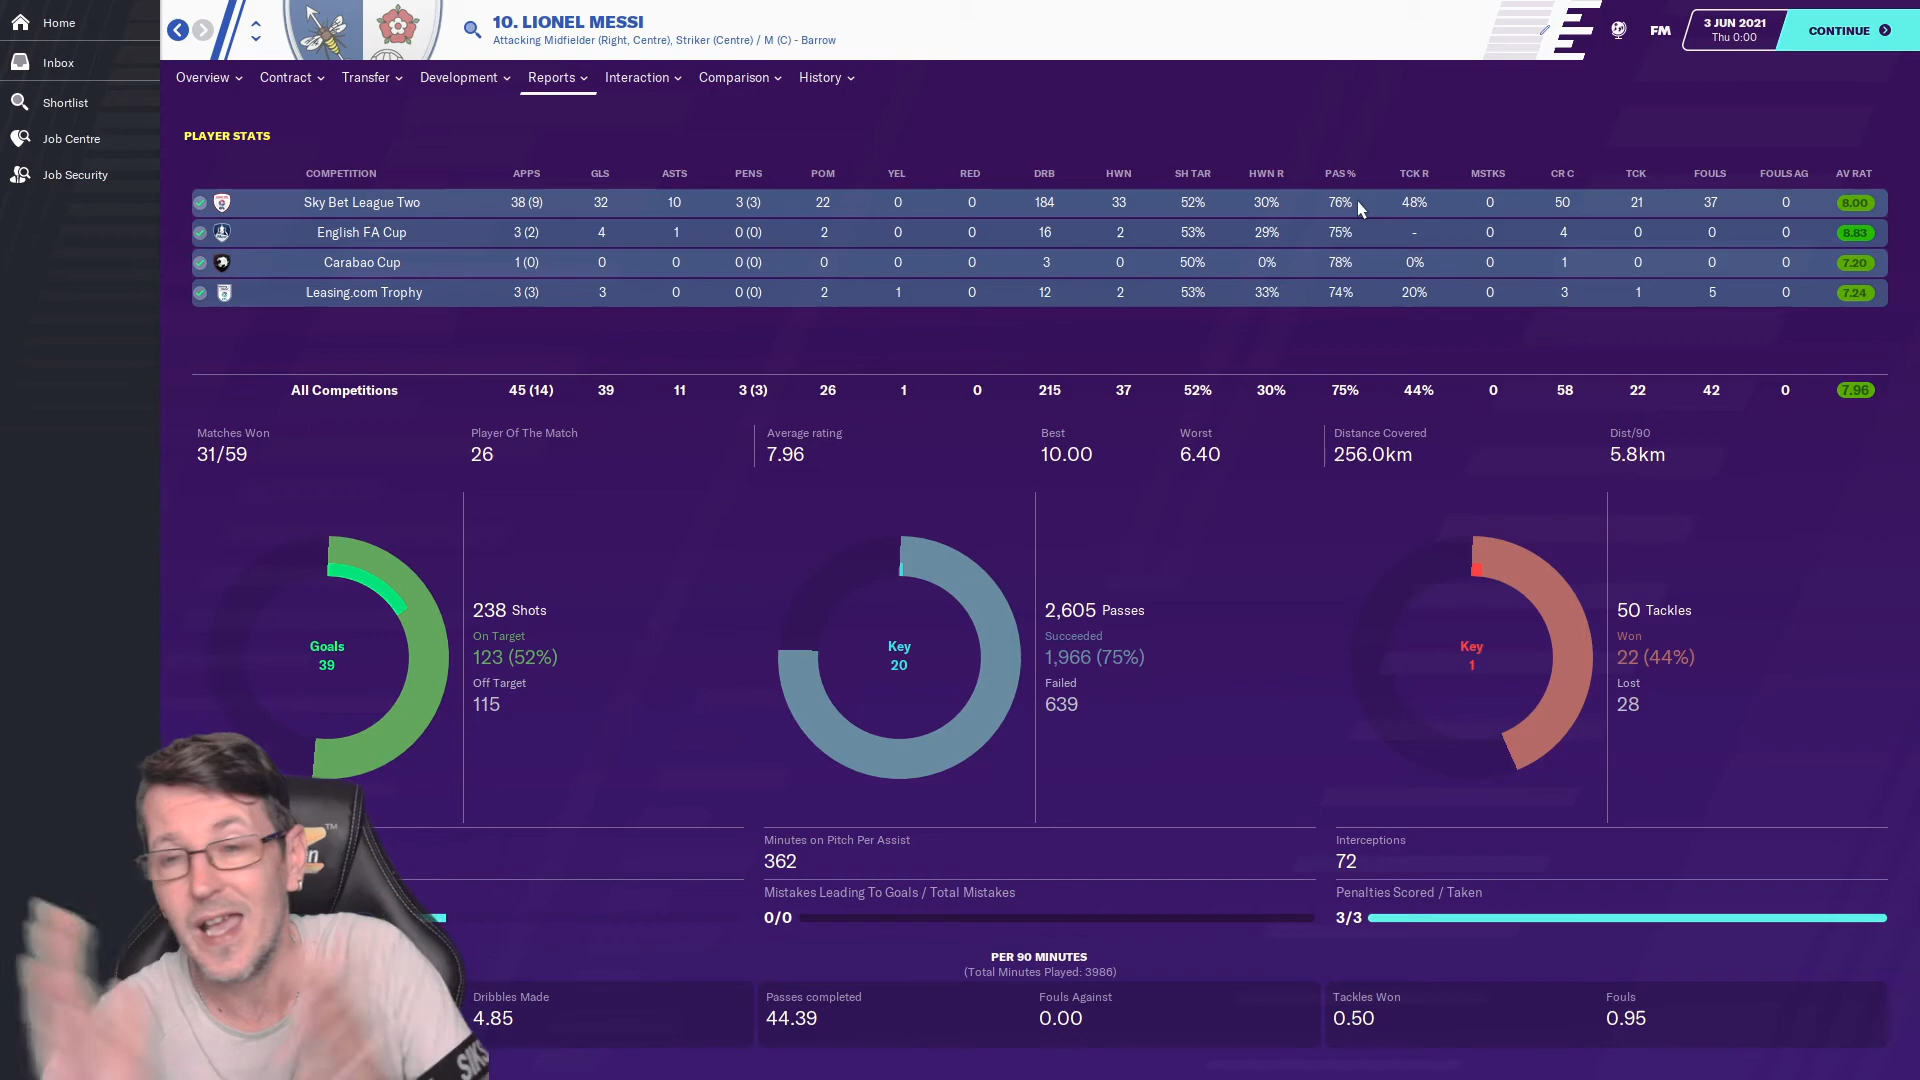 Home
Inbox
Shortlist
Job Centre
Job Security
10. LIONEL MESSI
Attacking Midfielder (Right, Centre), Striker (Centre) / M (C) - Barrow
FM
3 JUN 2021
Thu 0:00
CONTINUE
Overview Contract Transfer Development Reports Interaction Comparison History
PLAYER STATS
COMPETITION APPS GLS ASTS PENS POM YEL RED DRB HWN SH TAR HWN R PAS % TCK R MSTKS CR C TCK FOULS FOULS AG AV RAT
Sky Bet League Two 38 (9) 32 10 3 (3) 22 0 0 184 33 52% 30% 76% 48% 0 50 21 37 0 8.00
English FA Cup 3 (2) 4 1 0 (0) 2 0 0 16 2 53% 29% 75% - 0 4 0 0 0 8.83
Carabao Cup 1 (0) 0 0 0 (0) 0 0 0 3 0 50% 0% 78% 0% 0 1 0 0 0 7.20
Leasing.com Trophy 3 (3) 3 0 0 (0) 2 1 0 12 2 53% 33% 74% 20% 0 3 1 5 0 7.24
All Competitions 45 (14) 39 11 3 (3) 26 1 0 215 37 52% 30% 75% 44% 0 58 22 42 0 7.96
Matches Won Player Of The Match Average rating Best Worst Distance Covered Dist/90
31/59 26 7.96 10.00 6.40 256.0km 5.8km
Goals
39
238 Shots
On Target
123 (52%)
Off Target
115
Key
20
2,605 Passes
Succeeded
1,966 (75%)
Failed
639
Key
1
50 Tackles
Won
22 (44%)
Lost
28
Minutes on Pitch Per Assist
362
Interceptions
72
Mistakes Leading To Goals / Total Mistakes
0/0
Penalties Scored / Taken
3/3
PER 90 MINUTES
(Total Minutes Played: 3986)
Dribbles Made Passes completed Fouls Against Tackles Won Fouls
4.85 44.39 0.00 0.50 0.95